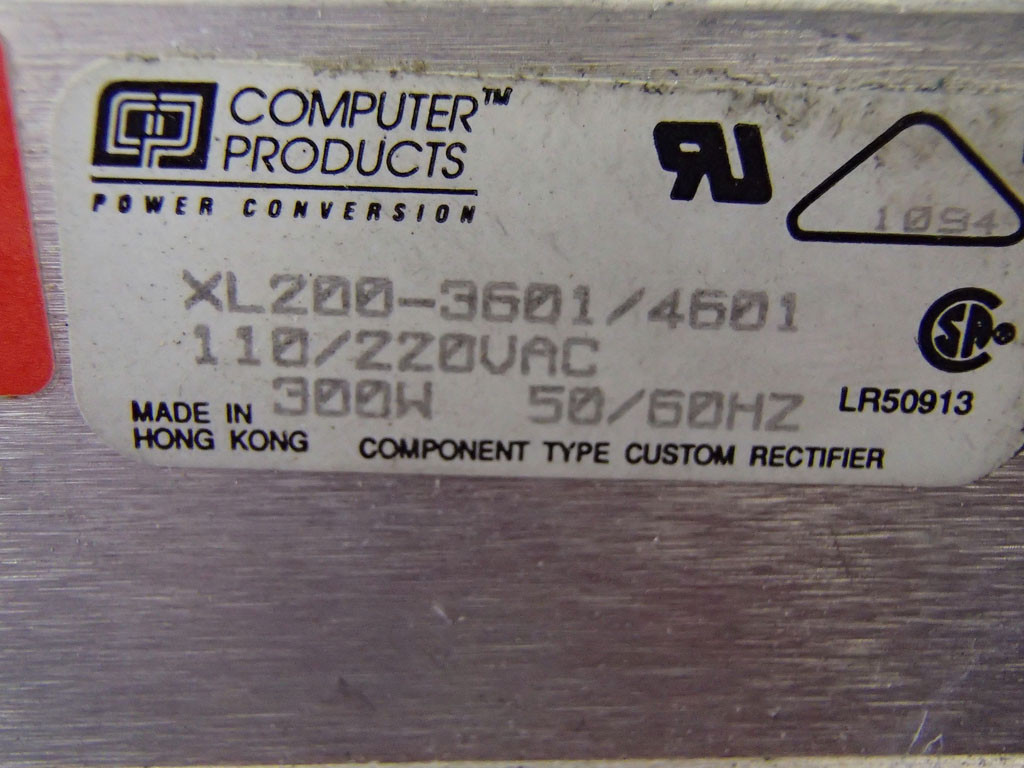 COMPUTER™
PRODUCTS
POWER CONVERSION
1094
XL200-3601/4601
110/220VAC
300W 50/60HZ
LR50913
MADE IN
HONG KONG
COMPONENT TYPE CUSTOM RECTIFIER